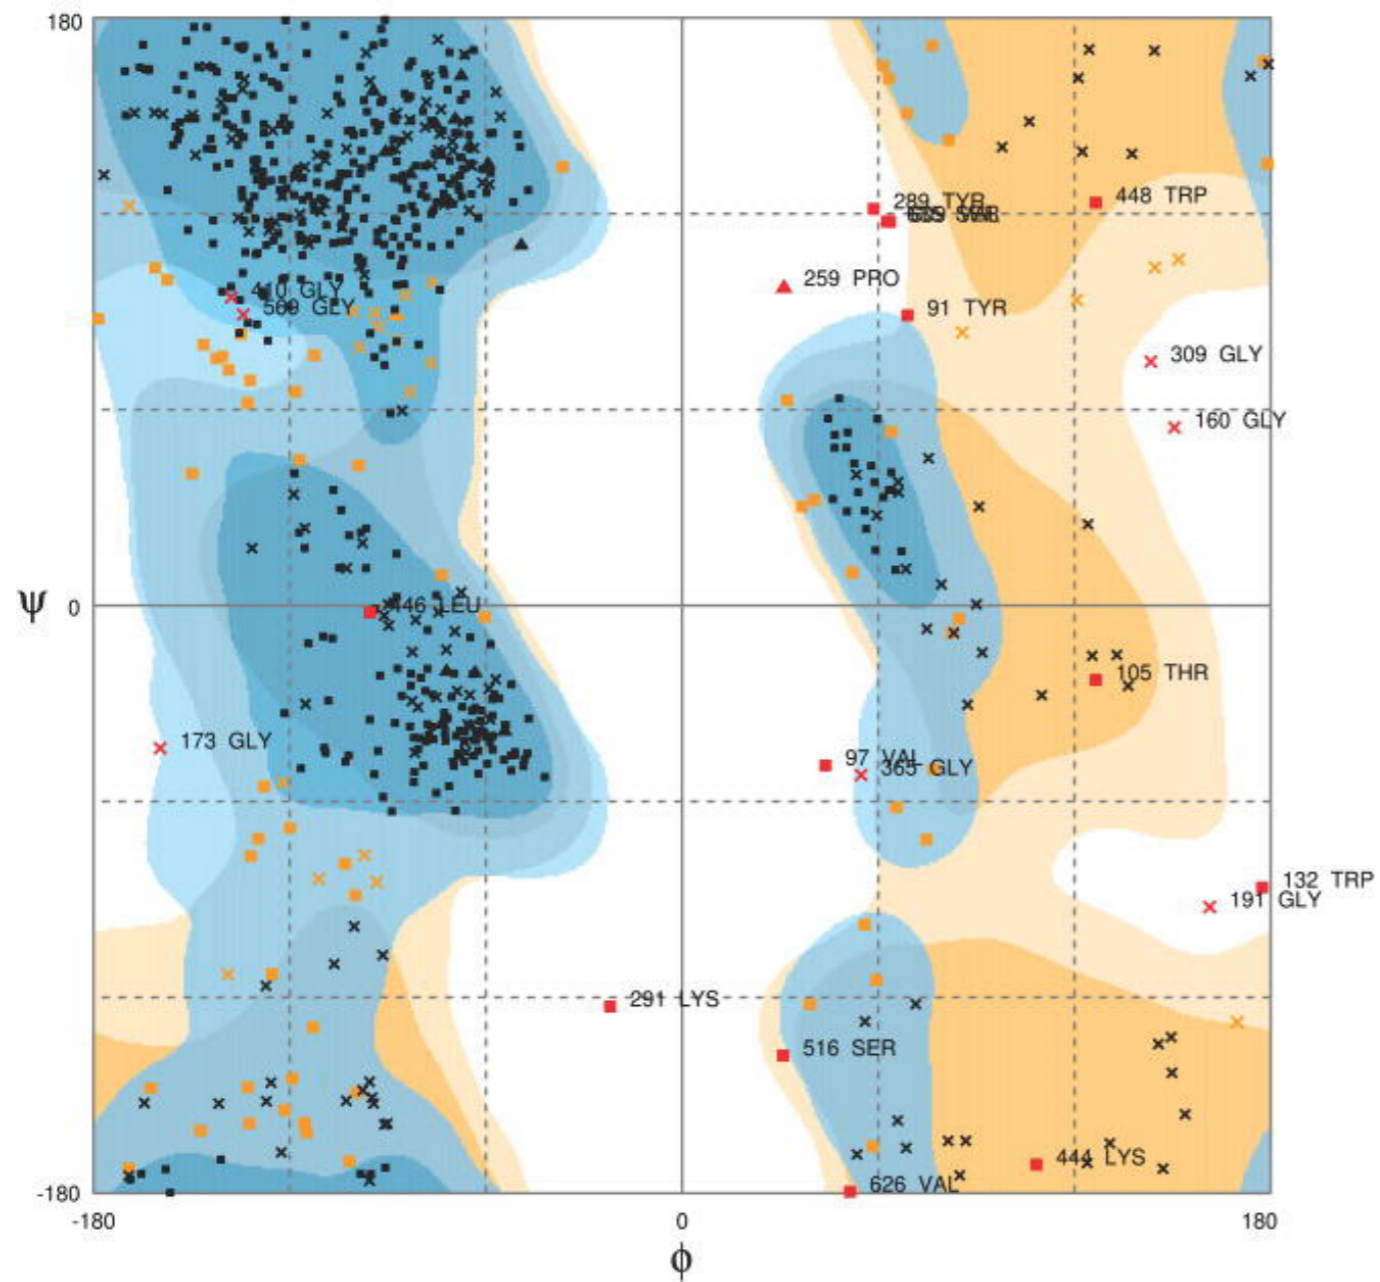 180
289 TYR
448 TRP
259 PRO
410 GLY
569 GLY
91 TYR
309 GLY
160 GLY
ψ 0
446 LEU
105 THR
173 GLY
97 VAL
365 GLY
132 TRP
191 GLY
291 LYS
516 SER
444 LYS
626 VAL
-180
-180 0 180
ϕ